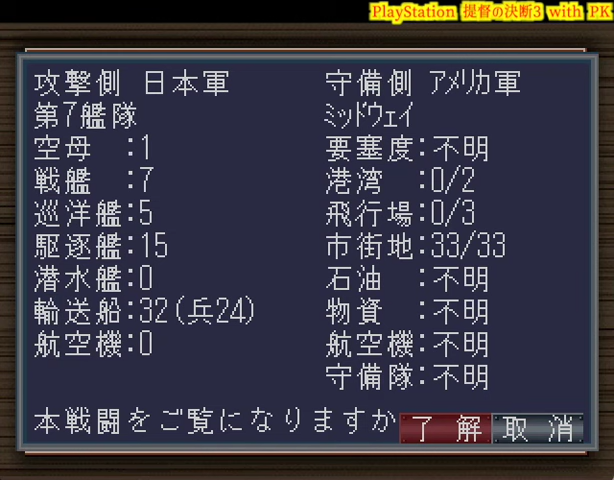 PlayStation 提督の決断3 with PK
攻撃側 日本軍 守備側 アメリカ軍
第7艦隊 ミッドウェイ
空母 :1 要塞度:不明
戦艦 :7 港湾 :0/2
巡洋艦:5 飛行場:0/3
駆逐艦:15 市街地:33/33
潜水艦:0 石油 :不明
輸送船:32(兵24) 物資 :不明
航空機:0 航空機:不明
守備隊:不明
本戦闘をご覧になりますか 了解 取消